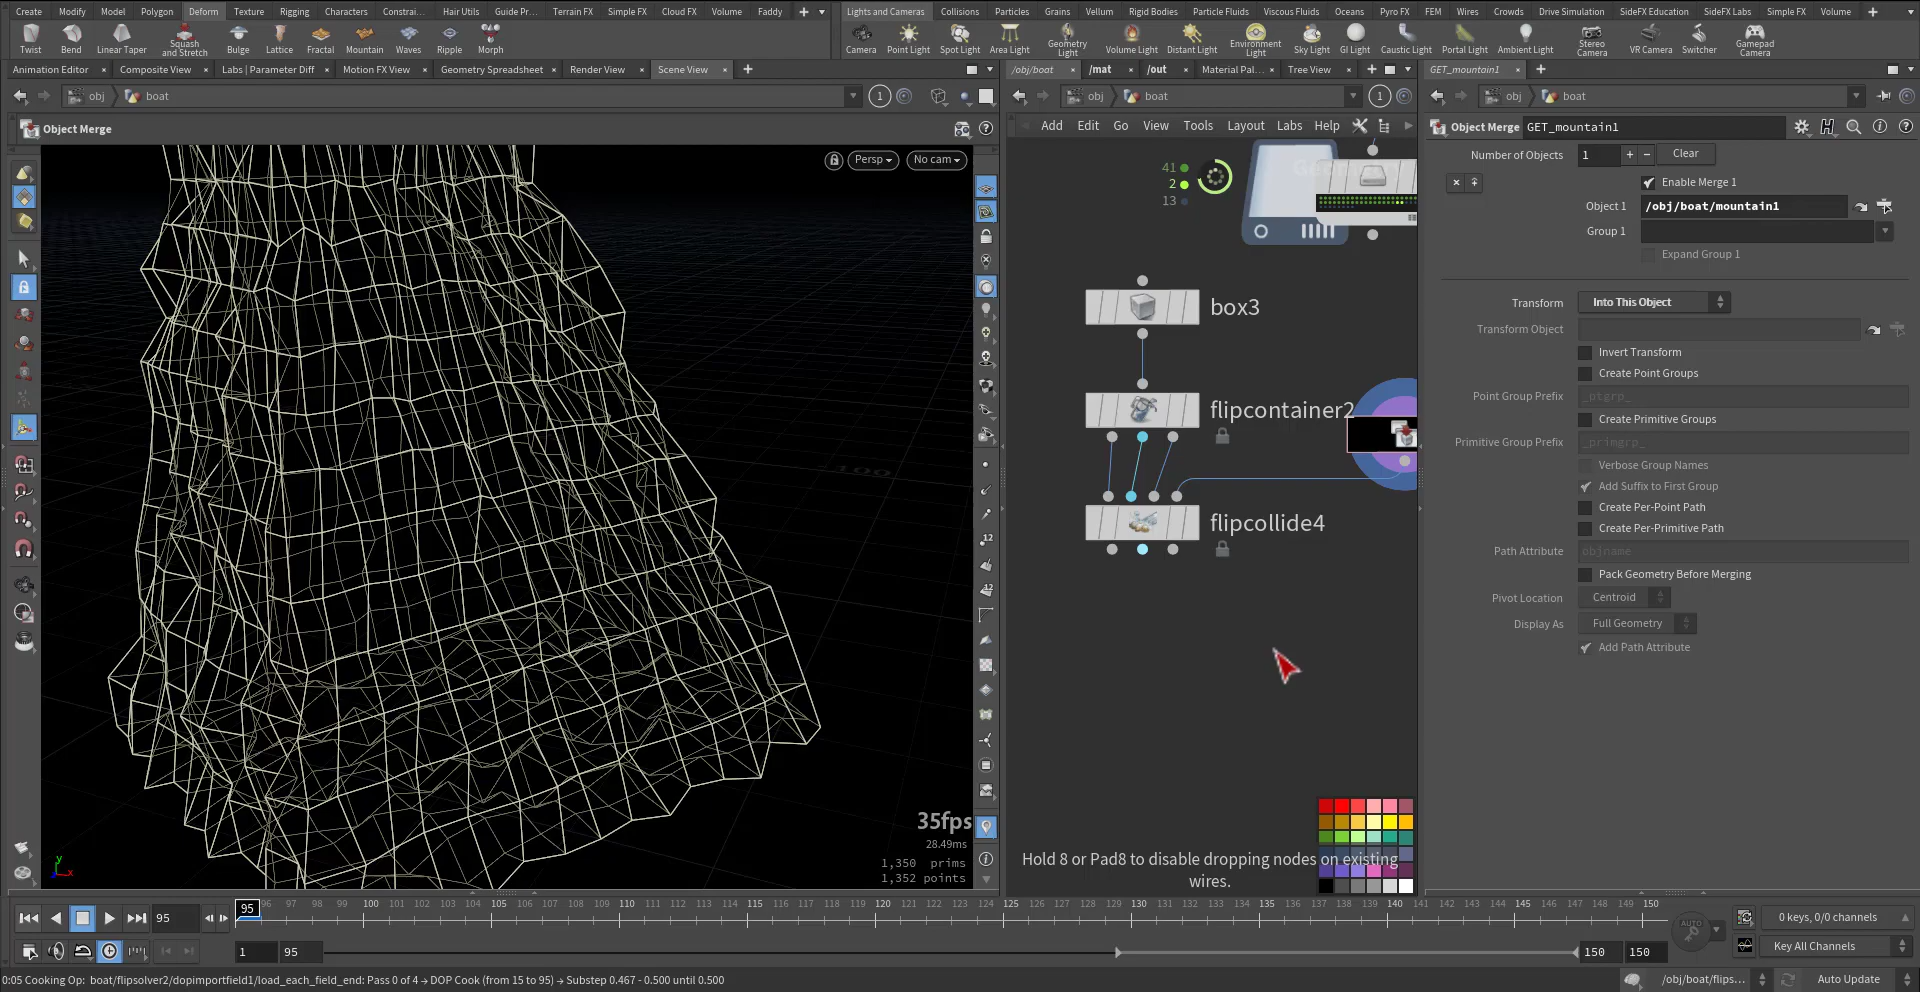 Create Modify Model Polygon Deform Texture Rigging Characters Constrai... Hair Utils Guide Pr... Terrain FX Simple FX Cloud FX Volume Faddy
Lights and Cameras Collisions Particles Grains Vellum Rigid Bodies Particle Fluids Viscous Fluids Oceans Pyro FX FEM Wires Crowds Drive Simulation SideFX Education SideFX Labs Simple FX Volume
Twist Bend Linear Taper Squash and Stretch Bulge Lattice Fractal Mountain Waves Ripple Morph
Camera Point Light Spot Light Area Light Geometry Light Volume Light Distant Light Environment Light Sky Light GI Light Caustic Light Portal Light Ambient Light Stereo Camera VR Camera Switcher Gamepad Camera
Animation Editor Composite View Labs | Parameter Diff Motion FX View Geometry Spreadsheet Render View Scene View
/obj/boat /mat /out Material Pal... Tree View
GET_mountain1
obj boat
1
obj boat
1
obj boat
Object Merge
Add Edit Go View Tools Layout Labs Help
Object Merge GET_mountain1
Persp
No cam
100
35fps
28.49ms
1,350 prims
1,352 points
y
x
12
42
41
2
13
box3
flipcontainer2
flipcollide4
Hold 8 or Pad8 to disable dropping nodes on existing
wires.
Number of Objects 1 + - Clear
Enable Merge 1
Object 1 /obj/boat/mountain1
Group 1
Expand Group 1
Transform Into This Object
Transform Object
Invert Transform
Create Point Groups
Point Group Prefix _ptgrp_
Create Primitive Groups
Primitive Group Prefix _primgrp_
Verbose Group Names
Add Suffix to First Group
Create Per-Point Path
Create Per-Primitive Path
Path Attribute objname
Pack Geometry Before Merging
Pivot Location Centroid
Display As Full Geometry
Add Path Attribute
95
95 96 97 98 99 100 101 102 103 104 105 106 107 108 109 110 111 112 113 114 115 116 117 118 119 120 121 122 123 124 125 126 127 128 129 130 131 132 133 134 135 136 137 138 139 140 141 142 143 144 145 146 147 148 149 150
AUTO
0 keys, 0/0 channels
1 95 150 150
Key All Channels
0:05 Cooking Op: boat/flipsolver2/dopimportfield1/load_each_field_end: Pass 0 of 4 → DOP Cook (from 15 to 95) → Substep 0.467 - 0.500 until 0.500
/obj/boat/flips...
Auto Update